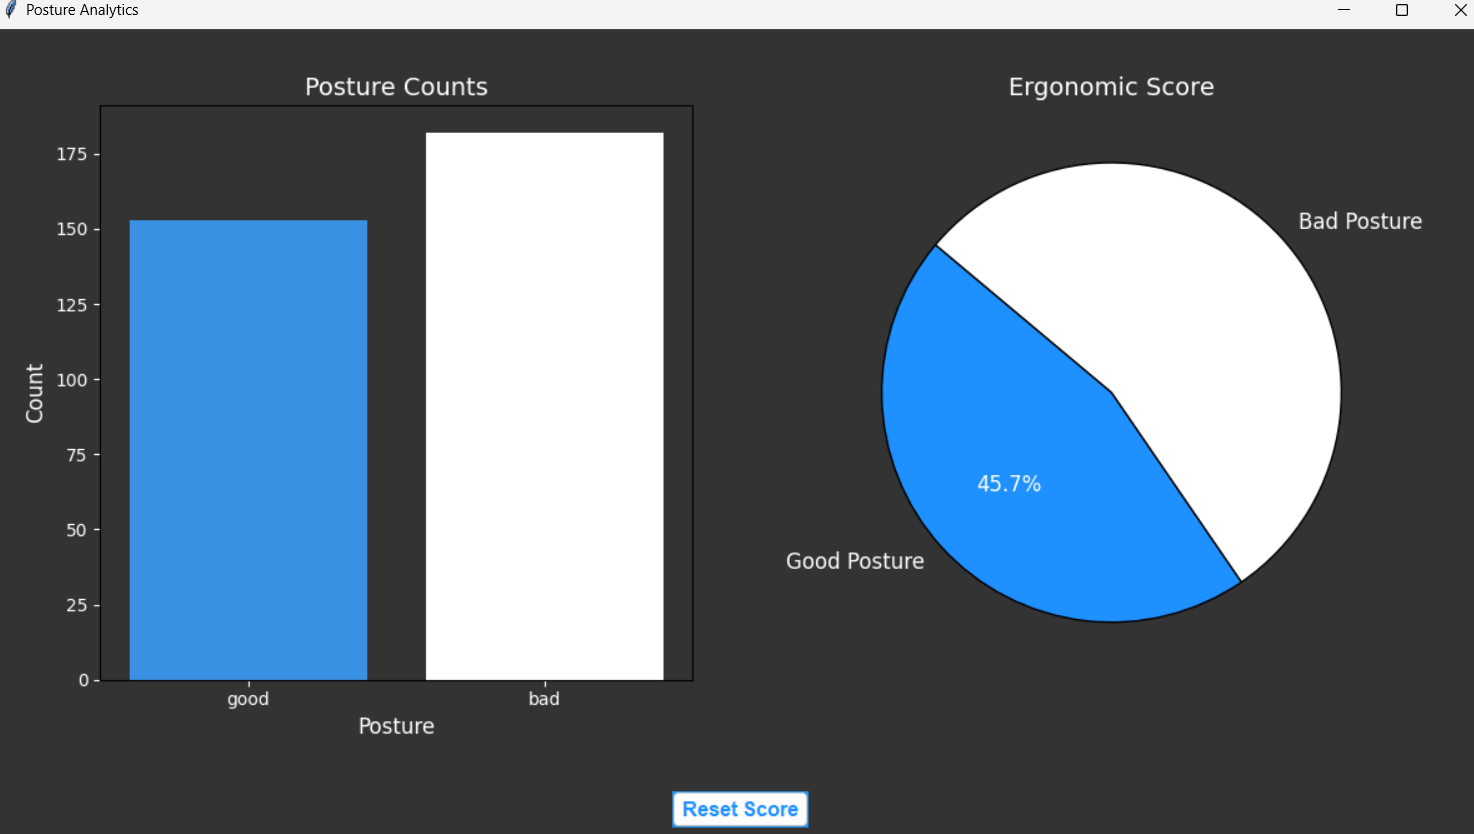 Posture Analytics
Posture Counts
175
150
125
100
75
50
25
0
Count
good
bad
Posture
Ergonomic Score
Bad Posture
45.7%
Good Posture
Reset Score